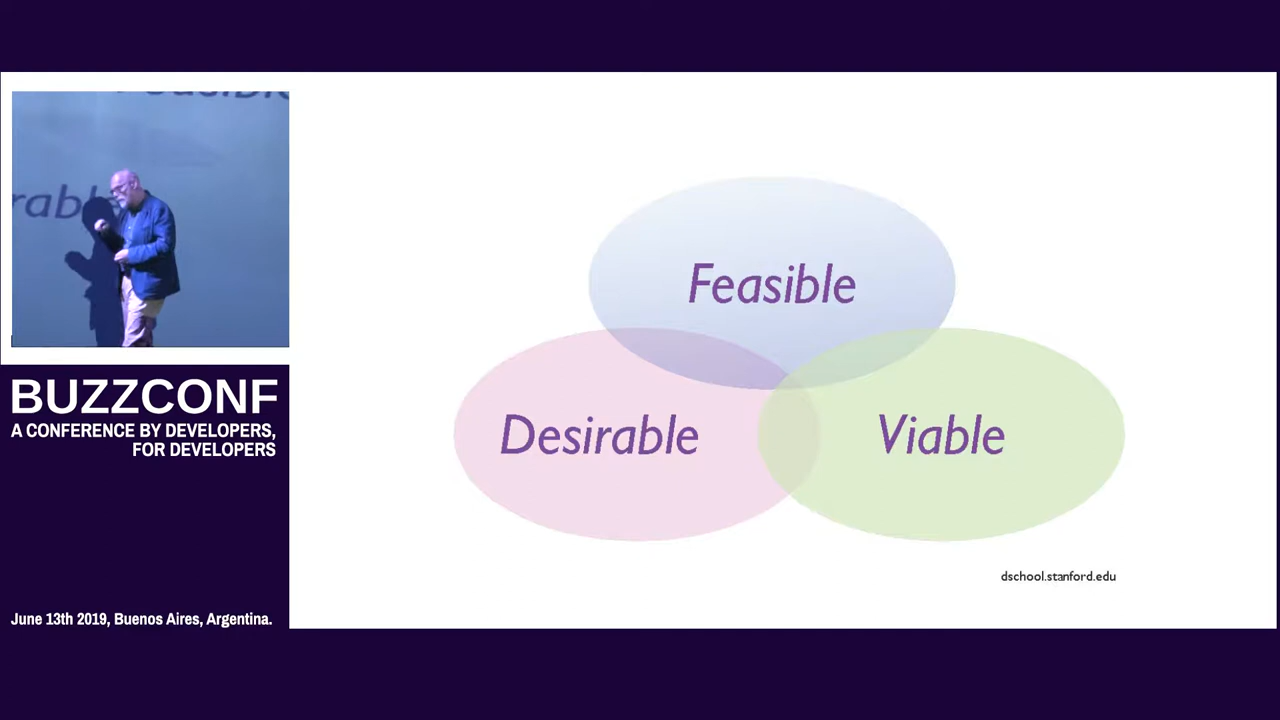 Feasible
Desirable
Viable
dschool.stanford.edu
BUZZCONF
A CONFERENCE BY DEVELOPERS,
FOR DEVELOPERS
June 13th 2019, Buenos Aires, Argentina.